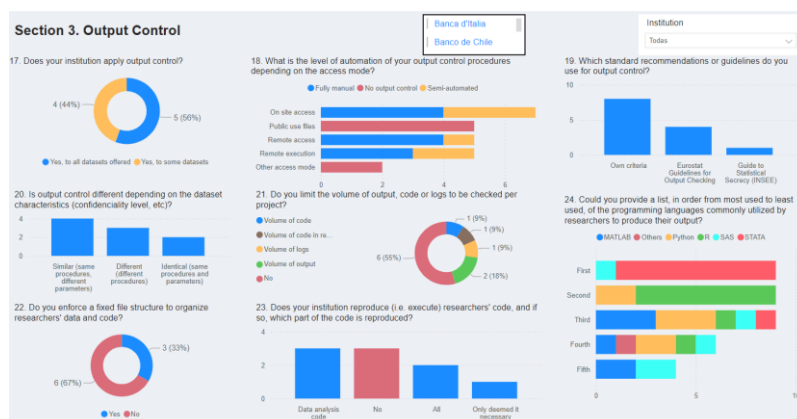 Section 3. Output Control
Banca d'Italia
Banco de Chile
Institution
Todas
17. Does your institution apply output control?
4 (44%)
5 (56%)
Yes, to all datasets offered
Yes, to some datasets
18. What is the level of automation of your output control procedures
depending on the access mode?
Fully manual
No output control
Semi-automated
On site access
Public use files
Remote access
Remote execution
Other access mode
0
2
4
6
19. Which standard recommendations or guidelines do you
use for output control?
10
5
0
Own criteria
Eurostat
Guidelines for
Output Checking
Guide to
Statistical
Secrecy (INSEE)
20. Is output control different depending on the dataset
characteristics (confidenciality level, etc)?
4
2
0
Similar (same
procedures,
different
parameters)
Different
(different
procedures)
Identical (same
procedures and
parameters)
21. Do you limit the volume of output, code or logs to be checked per
project?
Volume of code
Volume of code in re...
Volume of logs
Volume of output
No
1 (9%)
1 (9%)
1 (9%)
2 (18%)
6 (55%)
24. Could you provide a list, in order from most used to least
used, of the programming languages commonly utilized by
researchers to produce their output?
MATLAB
Others
Python
R
SAS
STATA
First
Second
Third
Fourth
Fifth
0
5
10
22. Do you enforce a fixed file structure to organize
researchers' data and code?
3 (33%)
6 (67%)
Yes
No
23. Does your institution reproduce (i.e. execute) researchers' code, and if
so, which part of the code is reproduced?
4
2
0
Data analysis
code
No
All
Only deemed it
necessary